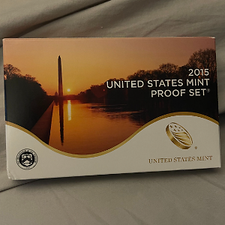 2015
UNITED STATES MINT
PROOF SET®
UNITED STATES MINT